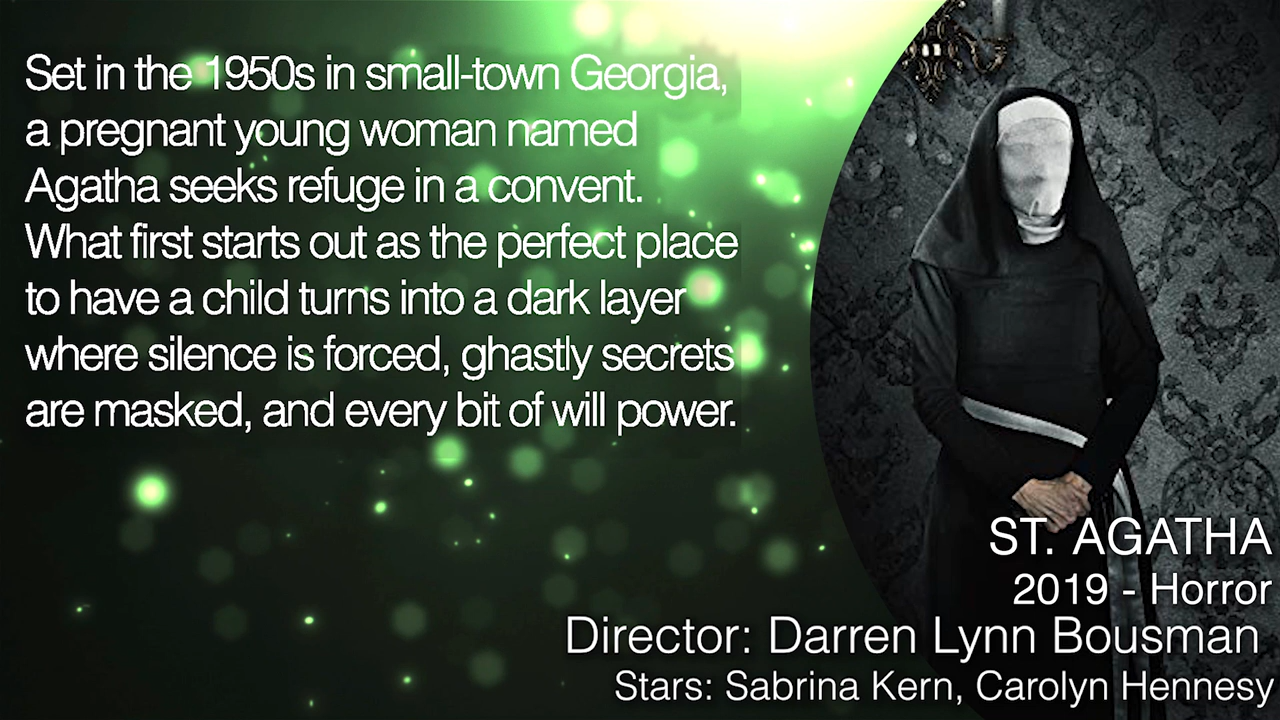 Set in the 1950s in small-town Georgia,
a pregnant young woman named
Agatha seeks refuge in a convent.
What first starts out as the perfect place
to have a child turns into a dark layer
where silence is forced, ghastly secrets
are masked, and every bit of will power.
ST. AGATHA
2019 - Horror
Director: Darren Lynn Bousman
Stars: Sabrina Kern, Carolyn Hennesy